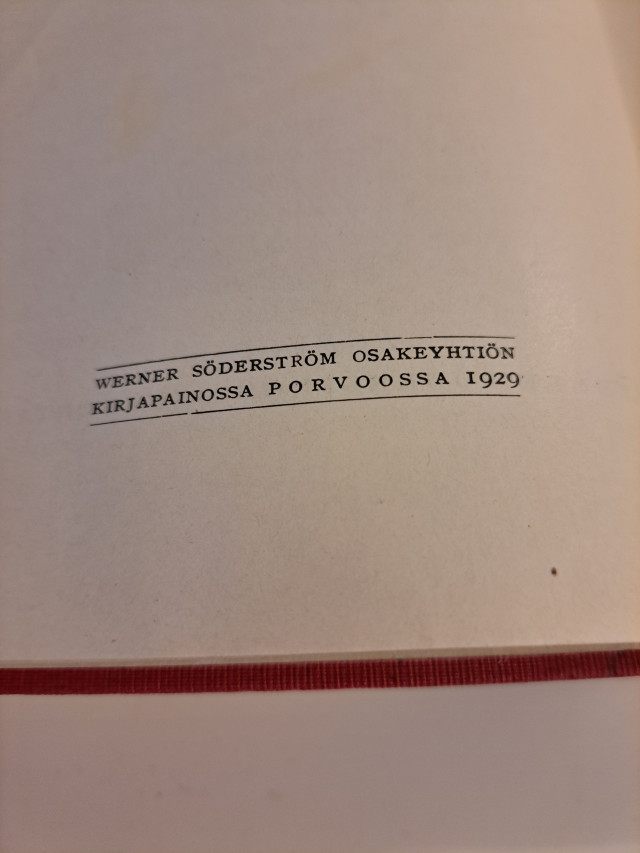 WERNER SÖDERSTRÖM OSAKEYHTIÖN
KIRJAPAINOSSA PORVOOSSA 1929